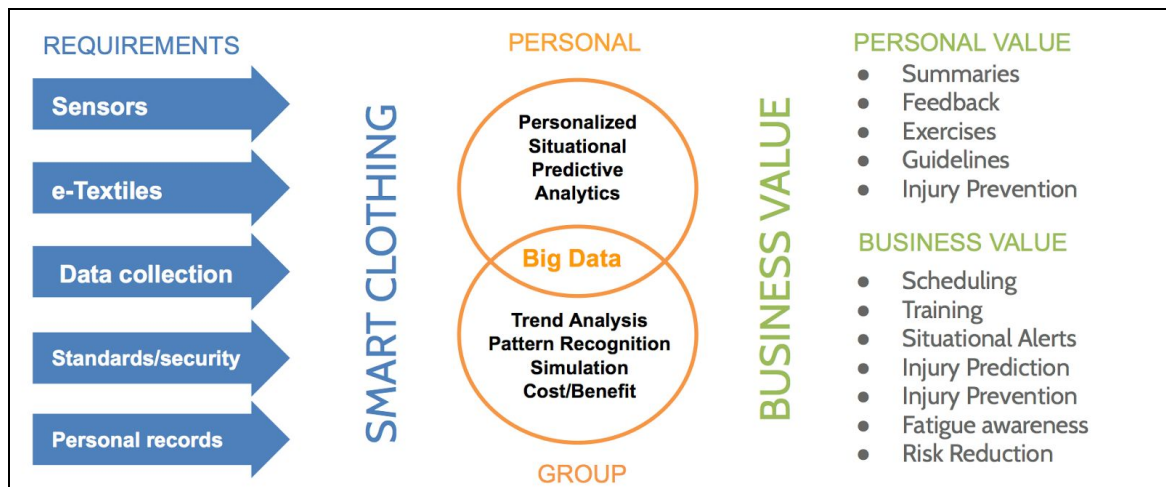 REQUIREMENTS
Sensors
e-Textiles
Data collection
Standards/security
Personal records
SMART CLOTHING
PERSONAL
Personalized
Situational
Predictive
Analytics
Big Data
Trend Analysis
Pattern Recognition
Simulation
Cost/Benefit
GROUP
BUSINESS VALUE
PERSONAL VALUE
● Summaries
● Feedback
● Exercises
● Guidelines
● Injury Prevention
BUSINESS VALUE
● Scheduling
● Training
● Situational Alerts
● Injury Prediction
● Injury Prevention
● Fatigue awareness
● Risk Reduction